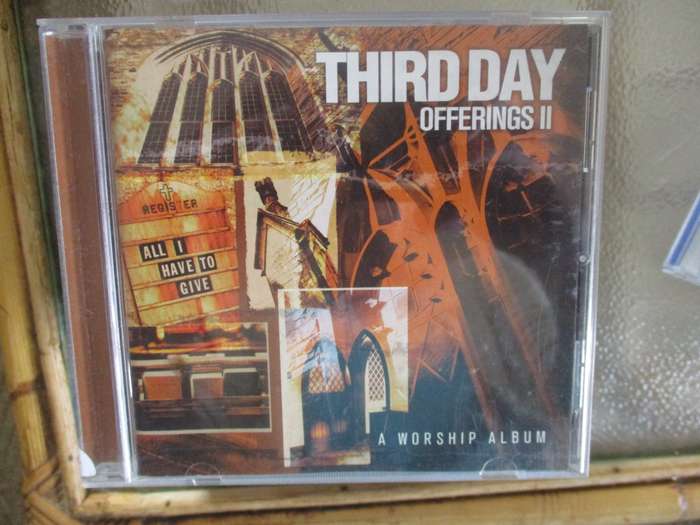 THIRD DAY
OFFERINGS II
REGISTER
ALL I
HAVE TO
GIVE
A WORSHIP ALBUM